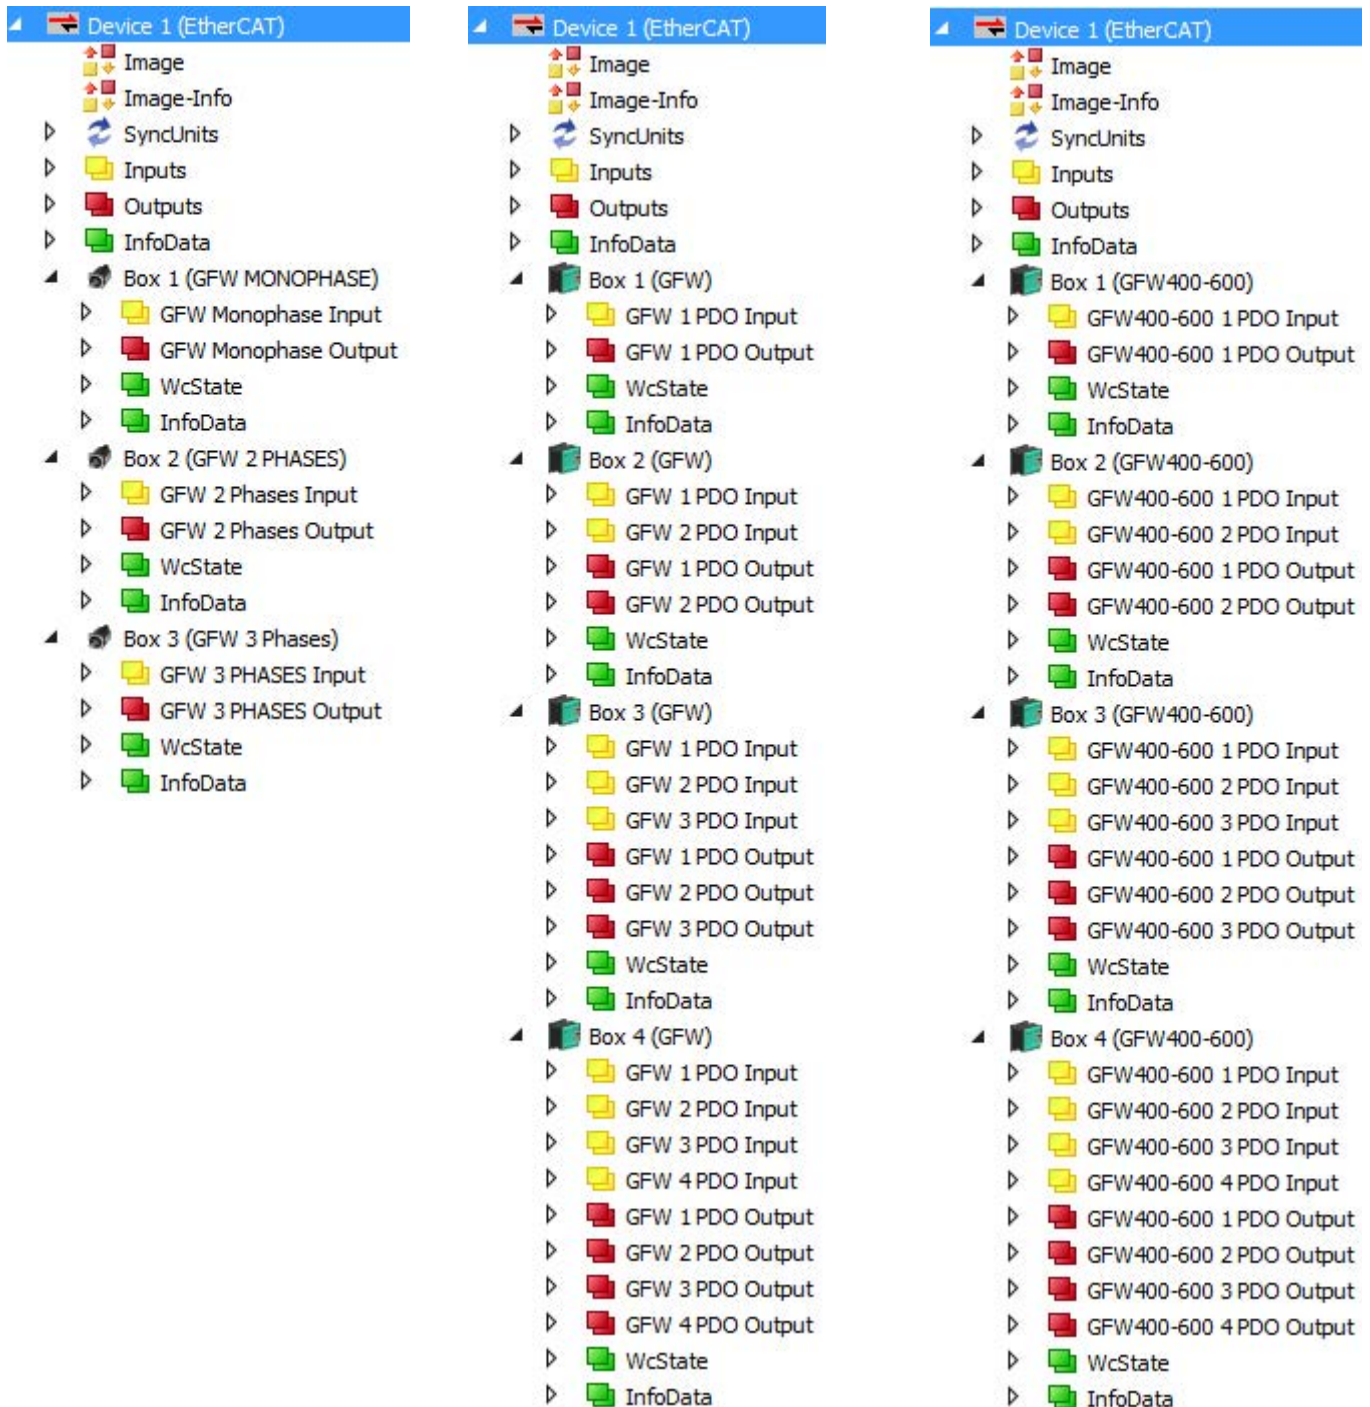 Device 1 (EtherCAT)
Image
Image-Info
SyncUnits
Inputs
Outputs
InfoData
Box 1 (GFW MONOPHASE)
GFW Monophase Input
GFW Monophase Output
WcState
InfoData
Box 2 (GFW 2 PHASES)
GFW 2 Phases Input
GFW 2 Phases Output
WcState
InfoData
Box 3 (GFW 3 Phases)
GFW 3 PHASES Input
GFW 3 PHASES Output
WcState
InfoData
Device 1 (EtherCAT)
Image
Image-Info
SyncUnits
Inputs
Outputs
InfoData
Box 1 (GFW)
GFW 1 PDO Input
GFW 1 PDO Output
WcState
InfoData
Box 2 (GFW)
GFW 1 PDO Input
GFW 2 PDO Input
GFW 1 PDO Output
GFW 2 PDO Output
WcState
InfoData
Box 3 (GFW)
GFW 1 PDO Input
GFW 2 PDO Input
GFW 3 PDO Input
GFW 1 PDO Output
GFW 2 PDO Output
GFW 3 PDO Output
WcState
InfoData
Box 4 (GFW)
GFW 1 PDO Input
GFW 2 PDO Input
GFW 3 PDO Input
GFW 4 PDO Input
GFW 1 PDO Output
GFW 2 PDO Output
GFW 3 PDO Output
GFW 4 PDO Output
WcState
InfoData
Device 1 (EtherCAT)
Image
Image-Info
SyncUnits
Inputs
Outputs
InfoData
Box 1 (GFW400-600)
GFW400-600 1 PDO Input
GFW400-600 1 PDO Output
WcState
InfoData
Box 2 (GFW400-600)
GFW400-600 1 PDO Input
GFW400-600 2 PDO Input
GFW400-600 1 PDO Output
GFW400-600 2 PDO Output
WcState
InfoData
Box 3 (GFW400-600)
GFW400-600 1 PDO Input
GFW400-600 2 PDO Input
GFW400-600 3 PDO Input
GFW400-600 1 PDO Output
GFW400-600 2 PDO Output
GFW400-600 3 PDO Output
WcState
InfoData
Box 4 (GFW400-600)
GFW400-600 1 PDO Input
GFW400-600 2 PDO Input
GFW400-600 3 PDO Input
GFW400-600 4 PDO Input
GFW400-600 1 PDO Output
GFW400-600 2 PDO Output
GFW400-600 3 PDO Output
GFW400-600 4 PDO Output
WcState
InfoData